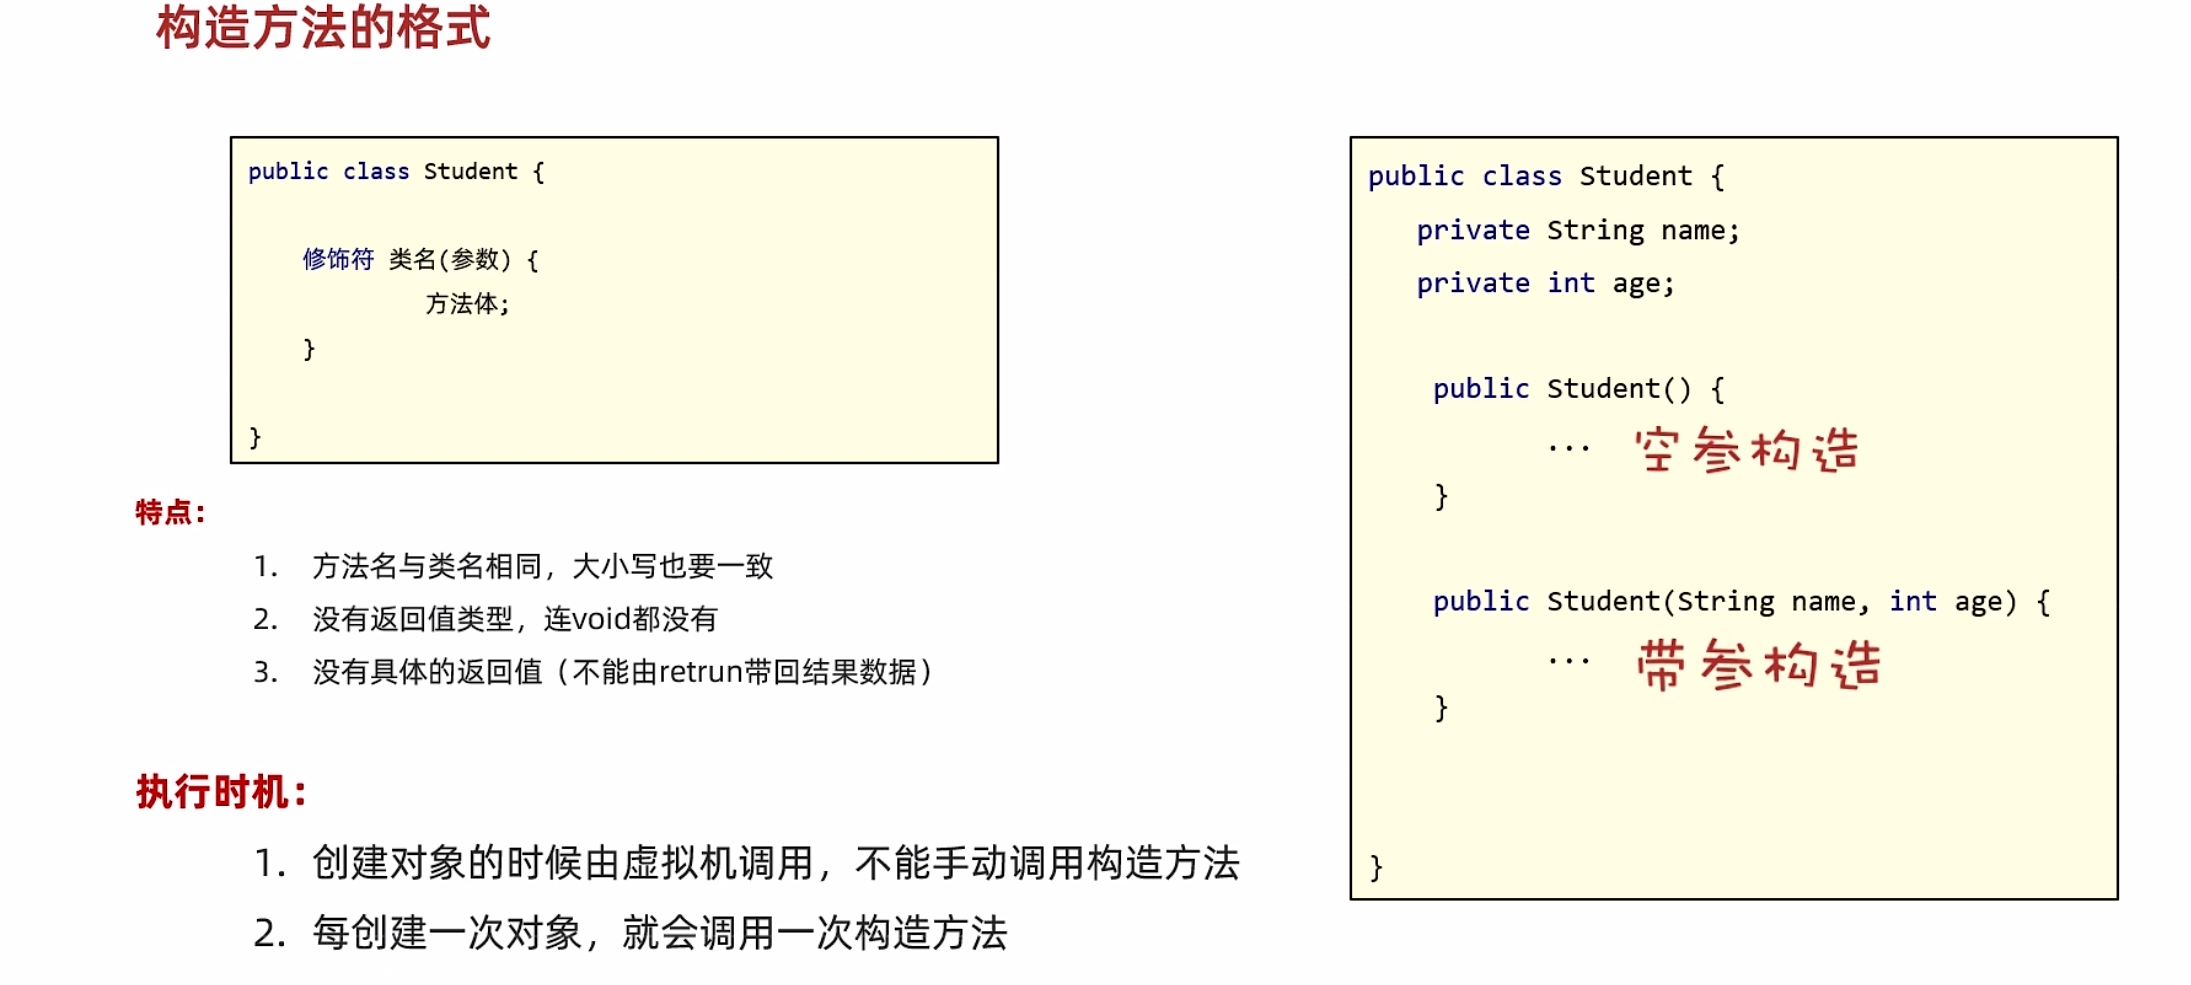 构造方法的格式
public class Student {
修饰符 类名(参数) {
方法体;
}
}
特点：
1. 方法名与类名相同，大小写也要一致
2. 没有返回值类型，连void都没有
3. 没有具体的返回值（不能由retrun带回结果数据）
执行时机：
1. 创建对象的时候由虚拟机调用，不能手动调用构造方法
2. 每创建一次对象，就会调用一次构造方法
public class Student {
private String name;
private int age;
public Student() {
... 空参构造
}
public Student(String name, int age) {
... 带参构造
}
}